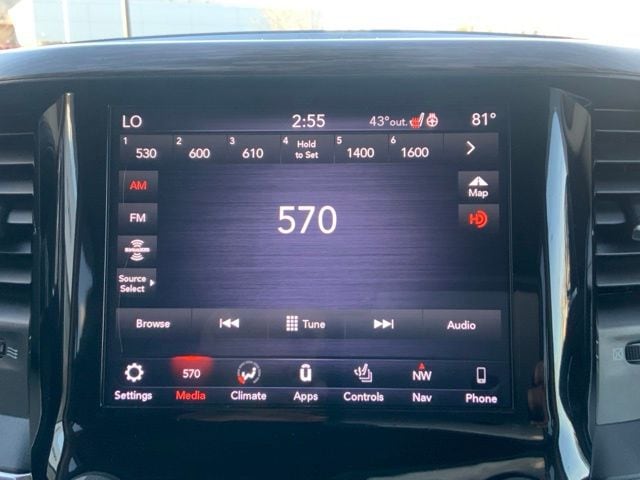 LO 2:55 43°out. 81°
1 530 2 600 3 610 4 Hold to Set 5 1400 6 1600
AM
Map
FM
570
Source
Select
Browse Tune Audio
570 NW
Settings Media Climate Apps Controls Nav Phone